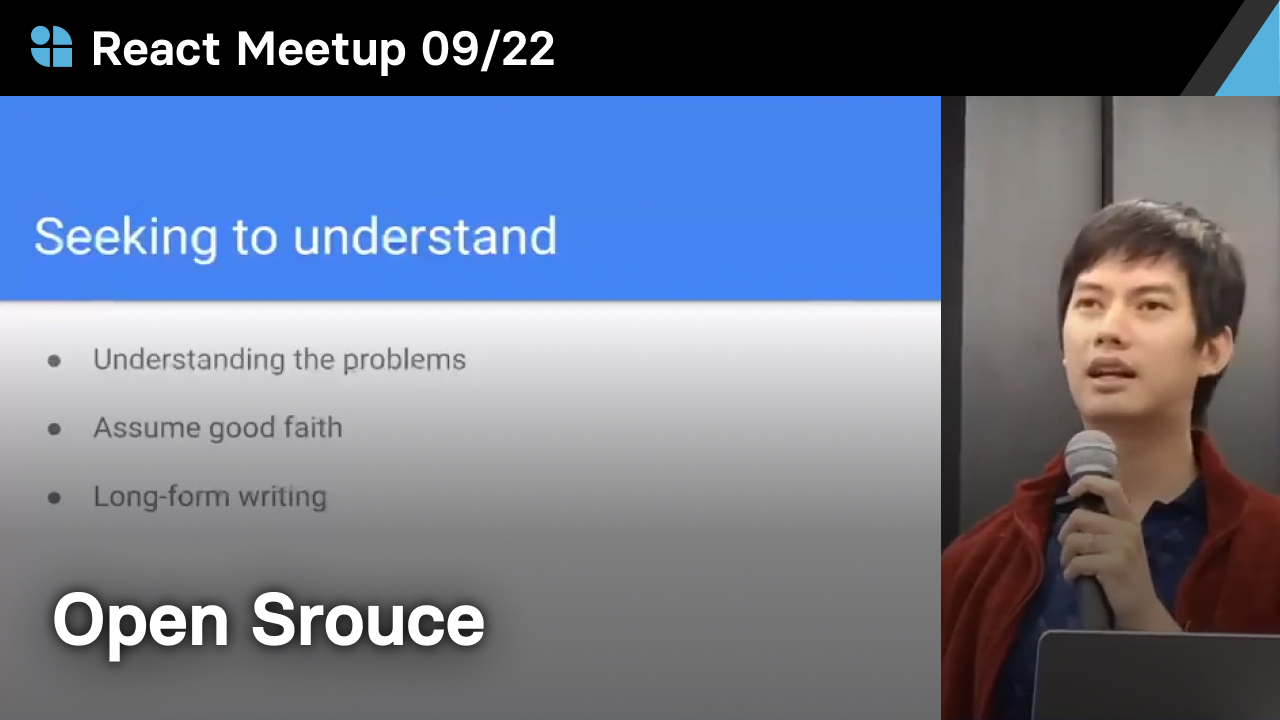 React Meetup 09/22
Seeking to understand
Understanding the problems
Assume good faith
Long-form writing
Open Srouce